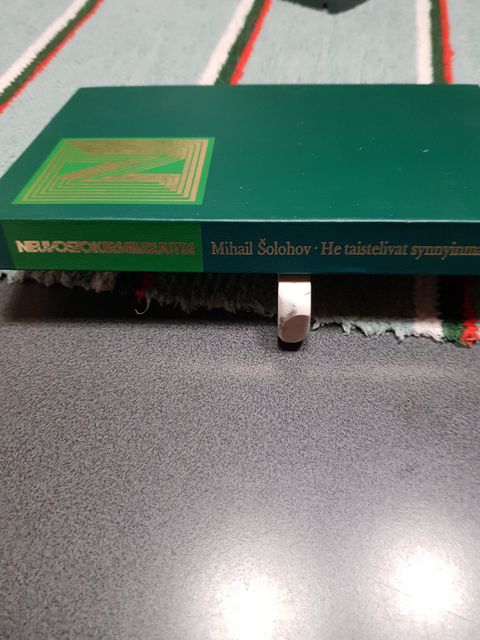 NEUVOSTOKIRJALLISUUTTA Mihail Šolohov · He taistelivat synnyinma